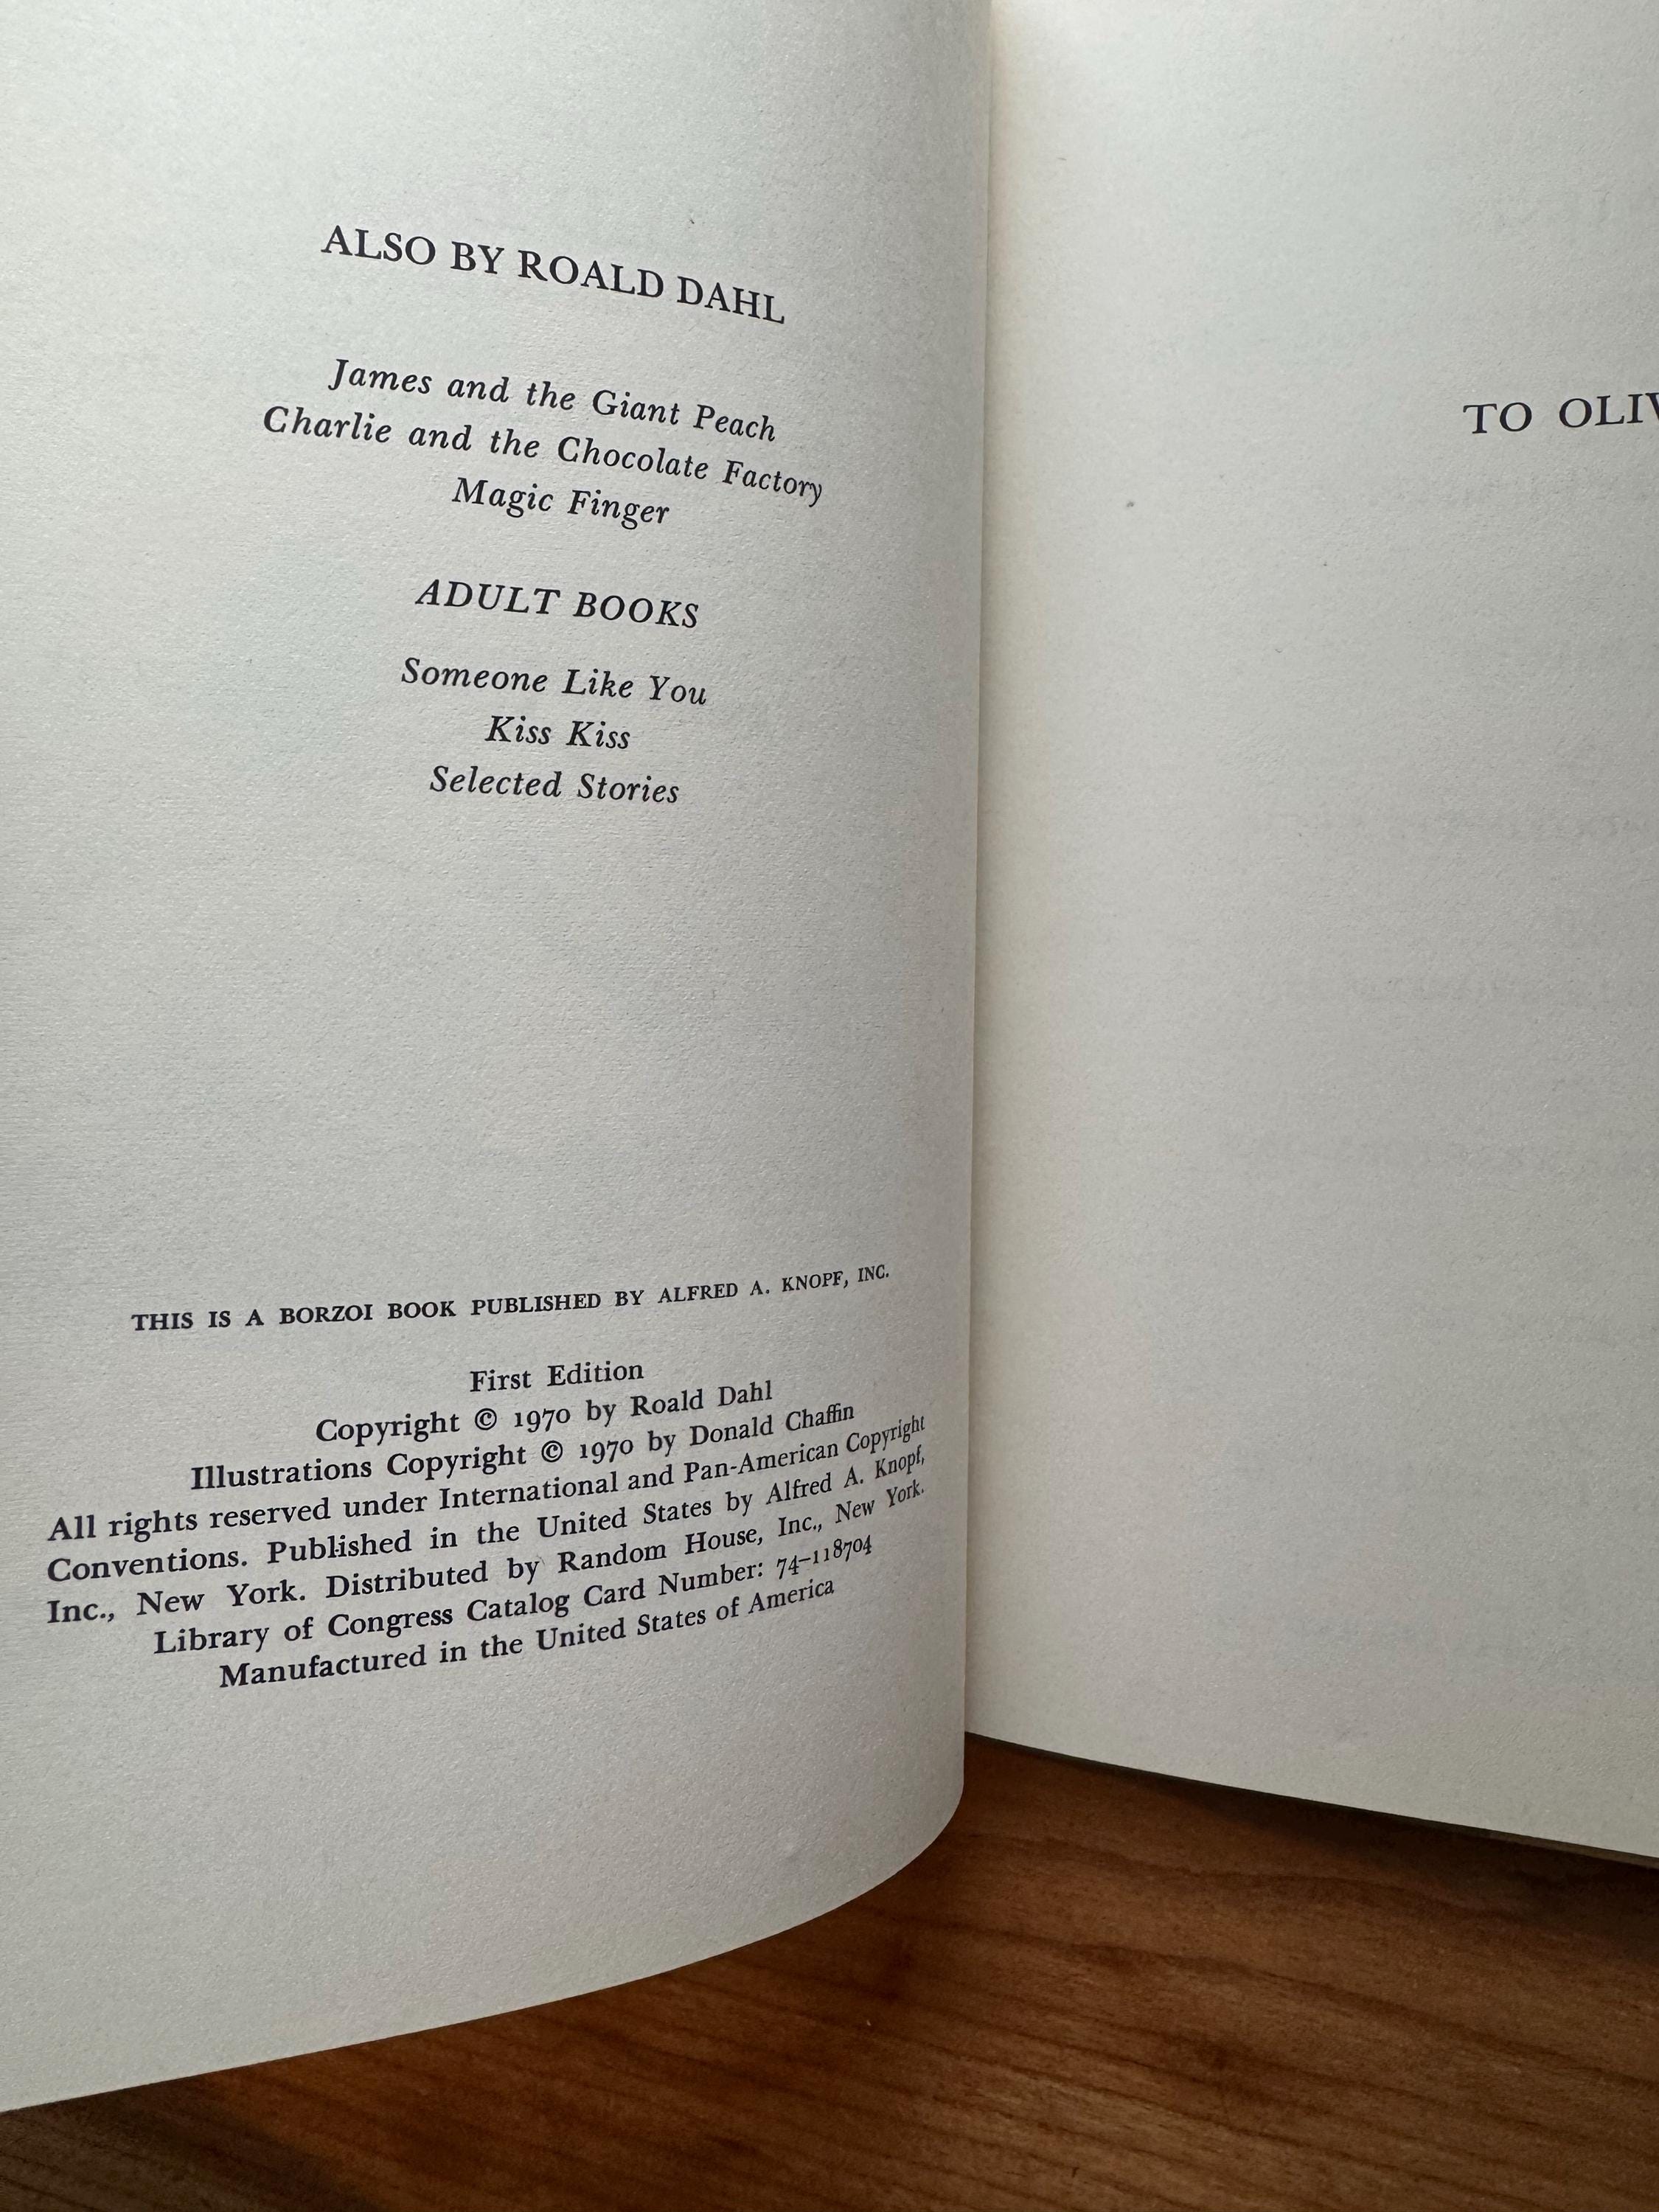 ALSO BY ROALD DAHL
James and the Giant Peach
Charlie and the Chocolate Factory
Magic Finger
ADULT BOOKS
Someone Like You
Kiss Kiss
Selected Stories
THIS IS A BORZOI BOOK PUBLISHED BY ALFRED A. KNOPF, INC.
First Edition
Copyright © 1970 by Roald Dahl
Illustrations Copyright © 1970 by Donald Chaffin
All rights reserved under International and Pan-American Copyright
Conventions. Published in the United States by Alfred A. Knopf,
Inc., New York. Distributed by Random House, Inc., New York.
Library of Congress Catalog Card Number: 74–118704
Manufactured in the United States of America
TO